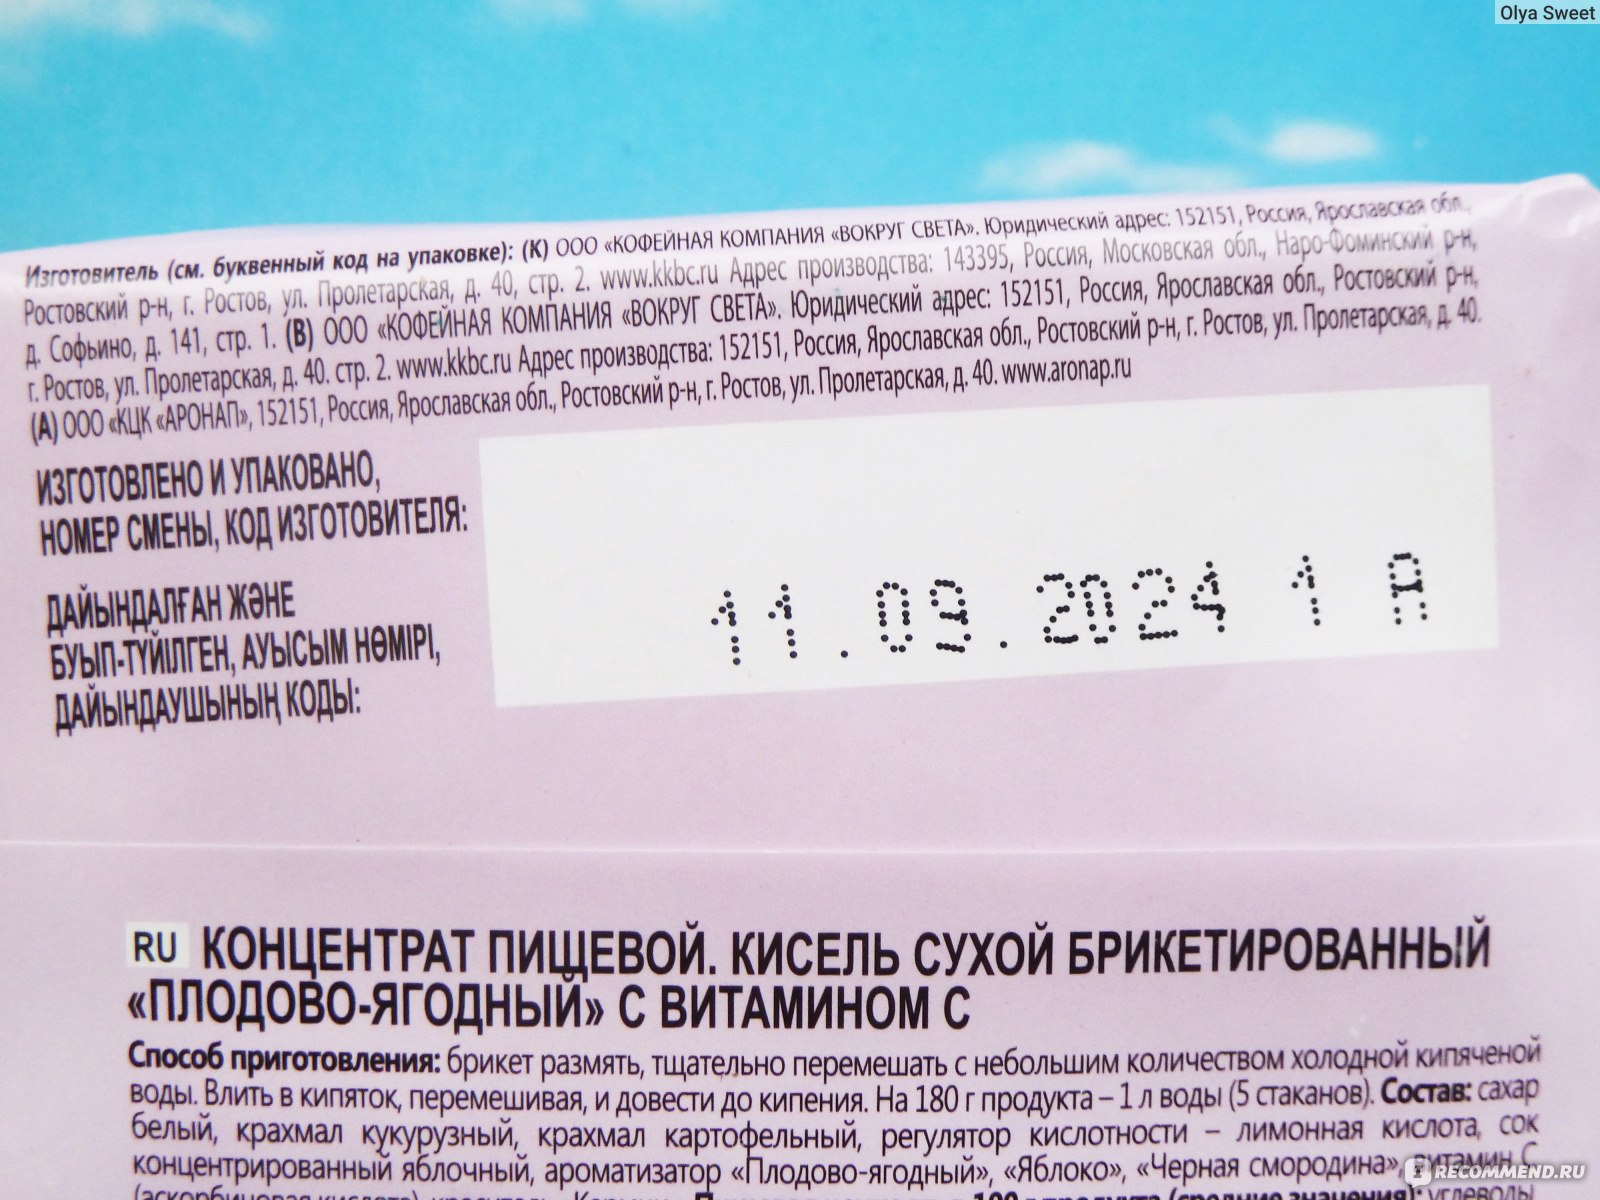 Olya Sweet
Изготовитель (см. буквенный код на упаковке): (К) ООО «КОФЕЙНАЯ КОМПАНИЯ «ВОКРУГ СВЕТА». Юридический адрес: 152151, Россия, Ярославская обл.,
Ростовский р-н, г. Ростов, ул. Пролетарская, д. 40, стр. 2. www.kkbc.ru Адрес производства: 143395, Россия, Московская обл., Наро-Фоминский р-н,
д. Софьино, д. 141, стр. 1. (В) ООО «КОФЕЙНАЯ КОМПАНИЯ «ВОКРУГ СВЕТА». Юридический адрес: 152151, Россия, Ярославская обл., Ростовский р-н,
г. Ростов, ул. Пролетарская, д. 40. стр. 2. www.kkbc.ru Адрес производства: 152151, Россия, Ярославская обл., Ростовский р-н, г. Ростов, ул. Пролетарская, д. 40.
(А) ООО «КЦК «АРОНАП», 152151, Россия, Ярославская обл., Ростовский р-н, г. Ростов, ул. Пролетарская, д. 40. www.aronap.ru
ИЗГОТОВЛЕНО И УПАКОВАНО,
НОМЕР СМЕНЫ, КОД ИЗГОТОВИТЕЛЯ:
ДАЙЫНДАЛҒАН ЖӘНЕ
БУЫП-ТҮЙІЛГЕН, АУЫСЫМ НӨМІРІ,
ДАЙЫНДАУШЫНЫҢ КОДЫ:
11.09.2024 1 А
RU КОНЦЕНТРАТ ПИЩЕВОЙ. КИСЕЛЬ СУХОЙ БРИКЕТИРОВАННЫЙ
«ПЛОДОВО-ЯГОДНЫЙ» С ВИТАМИНОМ С
Способ приготовления: брикет размять, тщательно перемешать с небольшим количеством холодной кипяченой
воды. Влить в кипяток, перемешивая, и довести до кипения. На 180 г продукта – 1 л воды (5 стаканов). Состав: сахар
белый, крахмал кукурузный, крахмал картофельный, регулятор кислотности – лимонная кислота, сок
концентрированный яблочный, ароматизатор «Плодово-ягодный», «Яблоко», «Черная смородина», витамин С
100 г продукта (средние значения): углеводы
RECOMMEND.RU